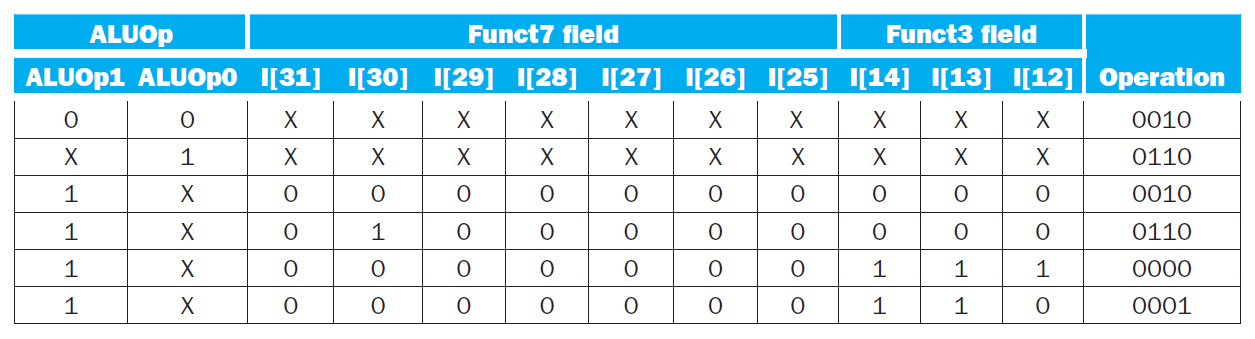 ALUOp Funct7 field Funct3 field
ALUOp1 ALUOp0 I[31] I[30] I[29] I[28] I[27] I[26] I[25] I[14] I[13] I[12] Operation
0 0 X X X X X X X X X X 0010
X 1 X X X X X X X X X X 0110
1 X 0 0 0 0 0 0 0 0 0 0 0010
1 X 0 1 0 0 0 0 0 0 0 0 0110
1 X 0 0 0 0 0 0 0 1 1 1 0000
1 X 0 0 0 0 0 0 0 1 1 0 0001